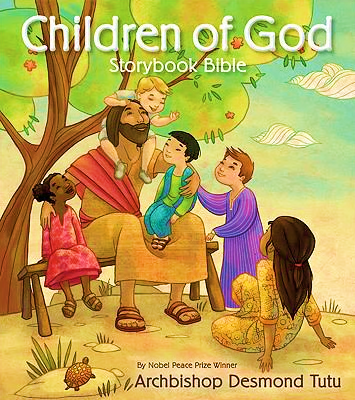 Children of God
Storybook Bible
By Nobel Peace Prize Winner
Archbishop Desmond Tutu